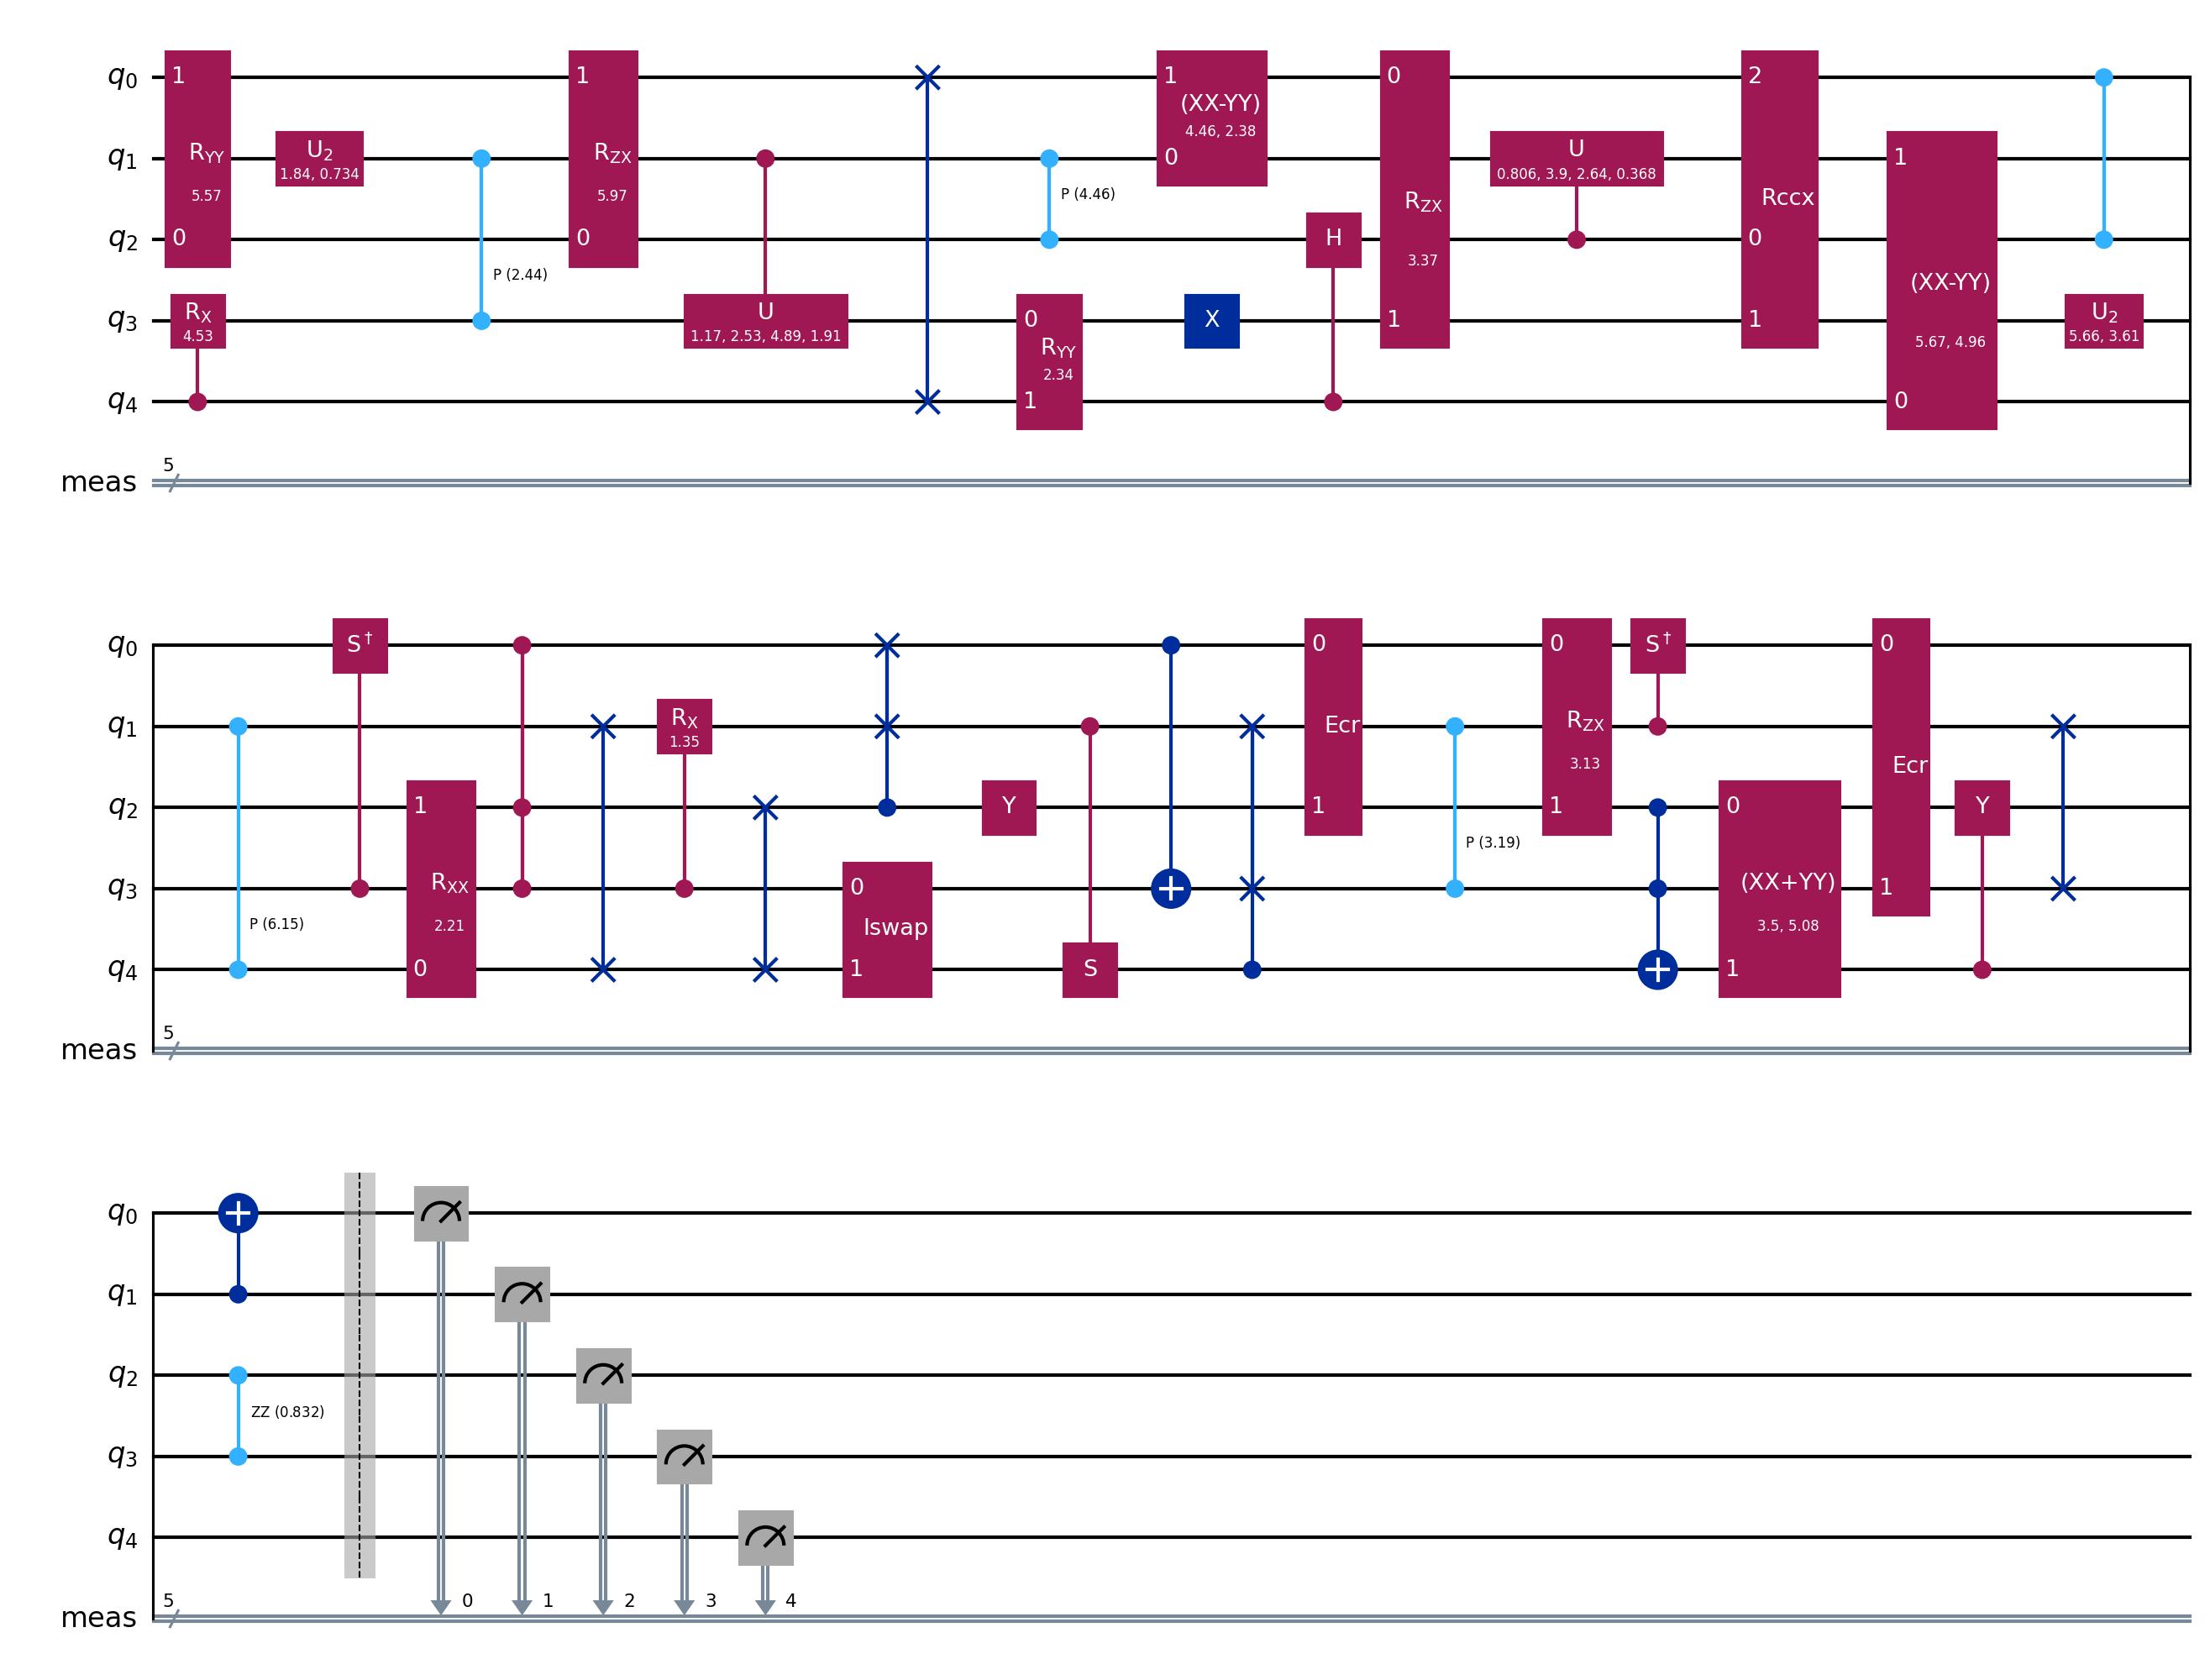 q0 1 1 1 0 2
(XX-YY)
4.46, 2.38
q1 RYY U2 RZX 0 U Rccx 1
1.84, 0.734 0.806, 3.9, 2.64, 0.368
5.57 5.97 P (4.46) RZX
q2 0 0 H 0
P (2.44) 3.37 (XX-YY)
q3 RX U 0 X 1 1 U2
4.53 1.17, 2.53, 4.89, 1.91 RYY 5.67, 4.96 5.66, 3.61
2.34
q4 1 0
5
meas
q0 S† 0 0 S† 0
q1 RX Ecr RZX
1.35 3.13 Ecr
q2 1 Y 1 1 0 Y
P (3.19)
q3 RXX 0 (XX+YY) 1
P (6.15) 2.21 Iswap 3.5, 5.08
q4 0 1 S 1
5
meas
q0
q1
q2
ZZ (0.832)
q3
q4
5 0 1 2 3 4
meas